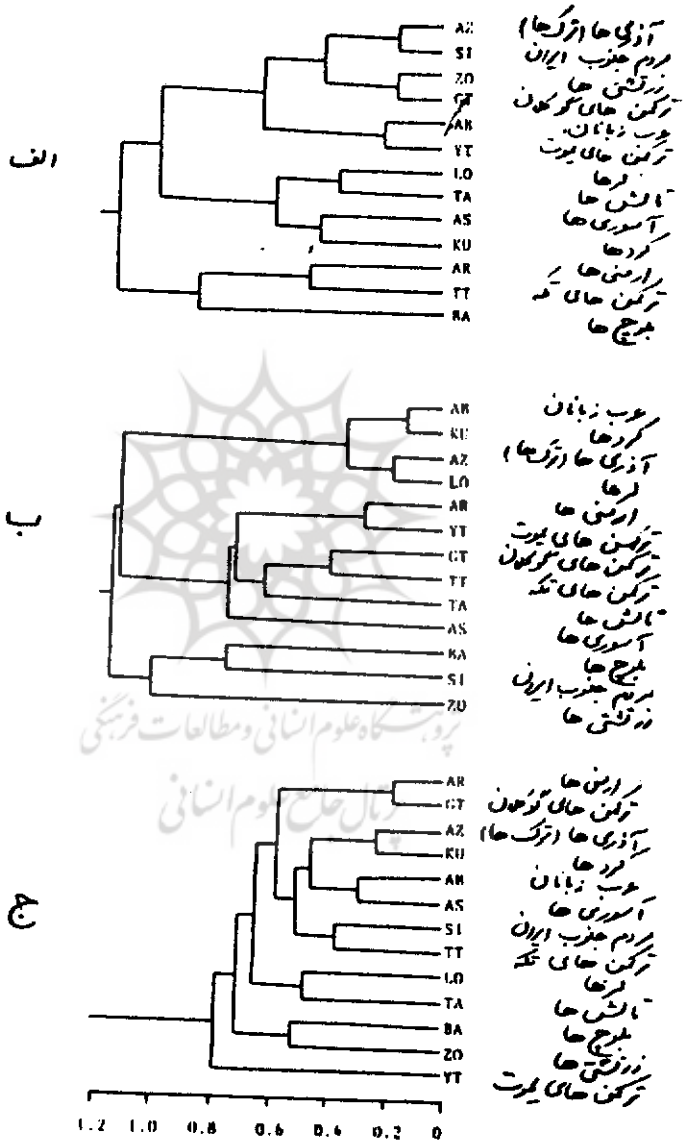 الف
AZ آذری ها (ترک ها)
SI مردم جنوب ایران
ZO زرتشتی ها
GT ترکمن های گوکلان
AK عرب زبانان
YT ترکمن های یموت
LO لرها
TA تالش ها
AS آسوری ها
KU کردها
AR ارمنی ها
TT ترکمن های تکه
BA بلوچ ها
ب
AK عرب زبانان
KU کردها
AZ آذری ها (ترک ها)
LO لرها
AR ارمنی ها
YT ترکمن های یموت
GT ترکمن های گوکلان
TT ترکمن های تکه
TA تالش ها
AS آسوری ها
BA بلوچ ها
SI مردم جنوب ایران
ZO زرتشتی ها
پژوهشگاه علوم انسانی و مطالعات فرهنگی
پرتال جامع علوم انسانی
ج
AR ارمنی ها
GT ترکمن های گوکلان
AZ آذری ها (ترک ها)
KU کردها
AK عرب زبانان
AS آسوری ها
SI مردم جنوب ایران
TT ترکمن های تکه
LO لرها
TA تالش ها
BA بلوچ ها
ZO زرتشتی ها
YT ترکمن های یموت
1.2 1.0 0.8 0.6 0.4 0.2 0